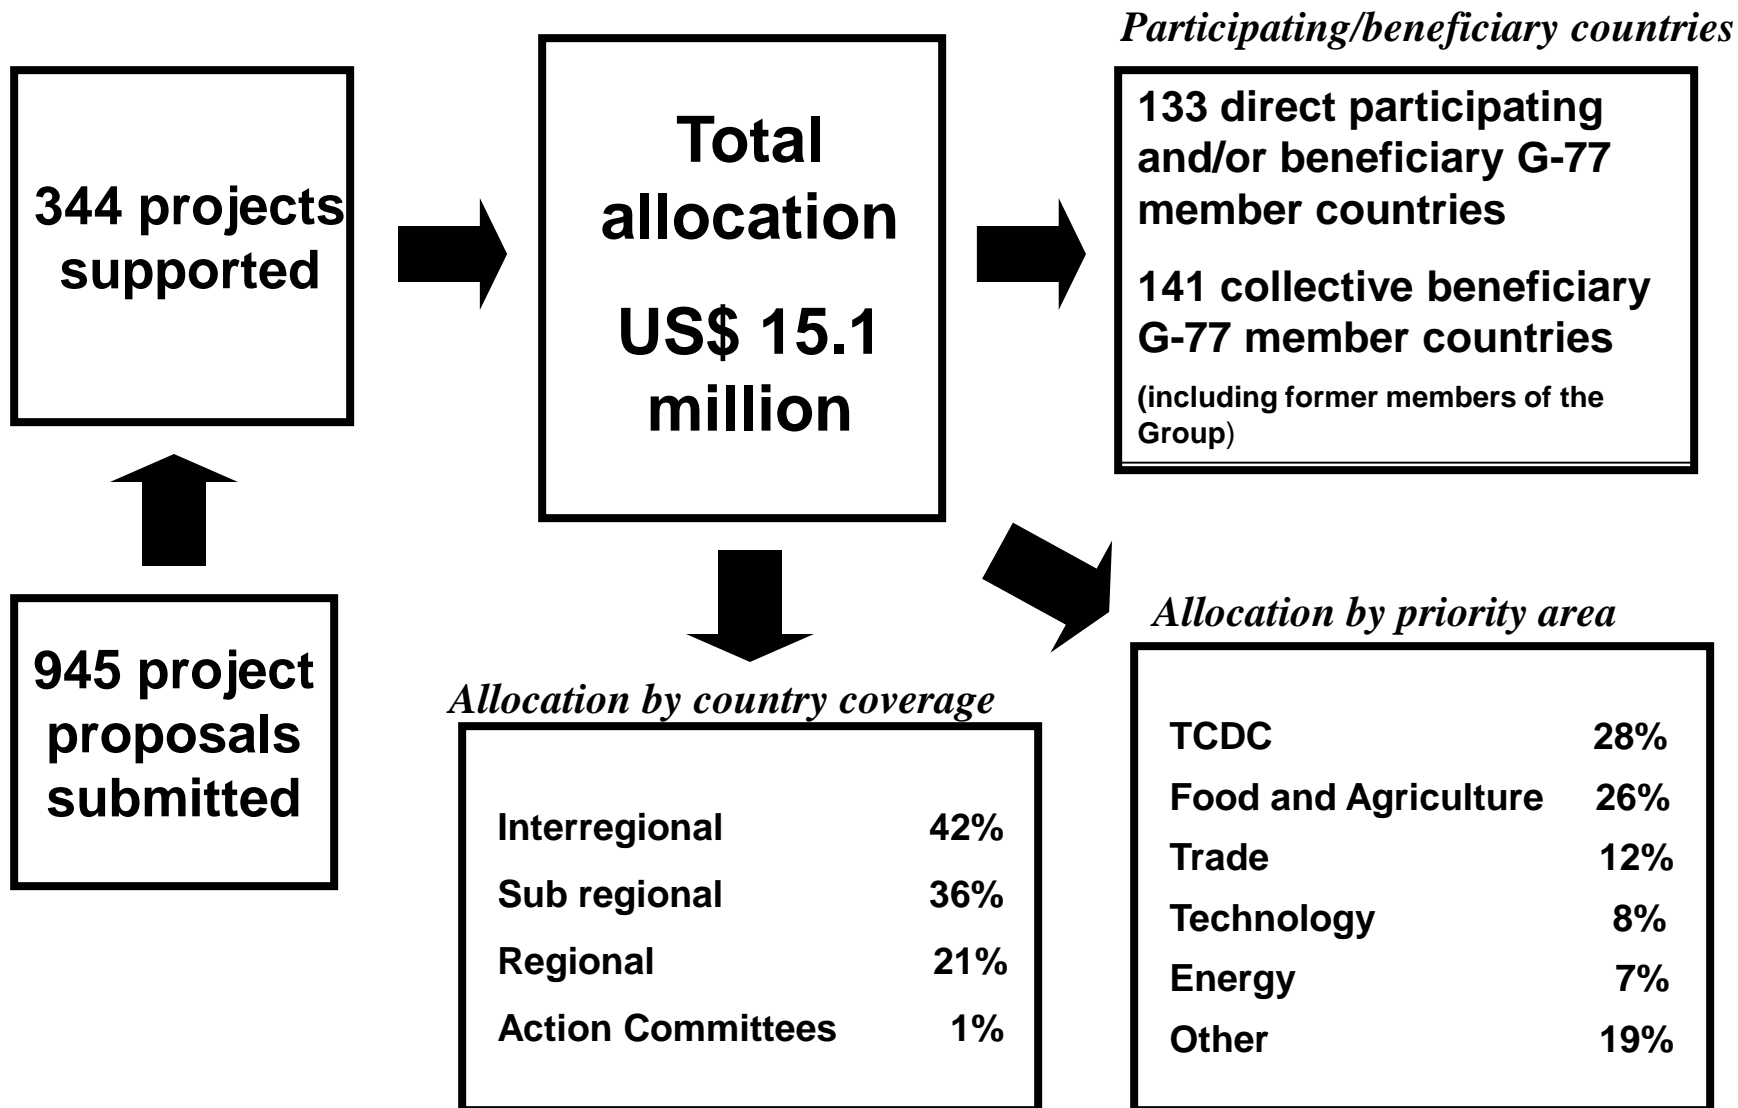 344 projects
supported
945 project
proposals
submitted
Total
allocation
US$ 15.1
million
Participating/beneficiary countries
133 direct participating
and/or beneficiary G-77
member countries
141 collective beneficiary
G-77 member countries
(including former members of the
Group)
Allocation by country coverage
Interregional 42%
Sub regional 36%
Regional 21%
Action Committees 1%
Allocation by priority area
TCDC 28%
Food and Agriculture 26%
Trade 12%
Technology 8%
Energy 7%
Other 19%